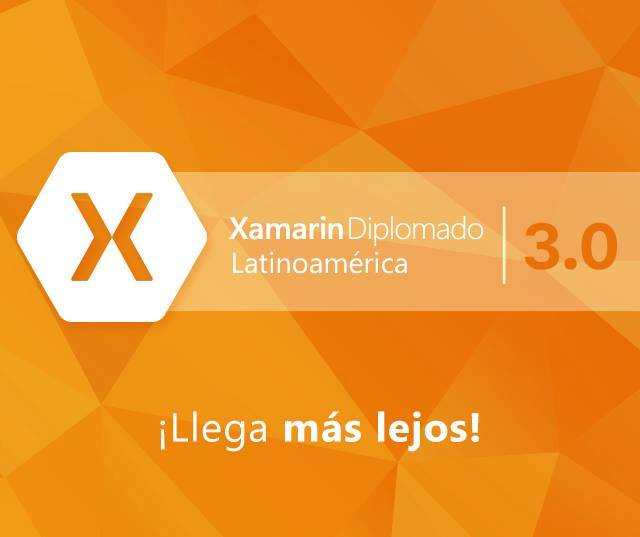 X
Xamarin Diplomado
Latinoamérica
3.0
¡Llega más lejos!